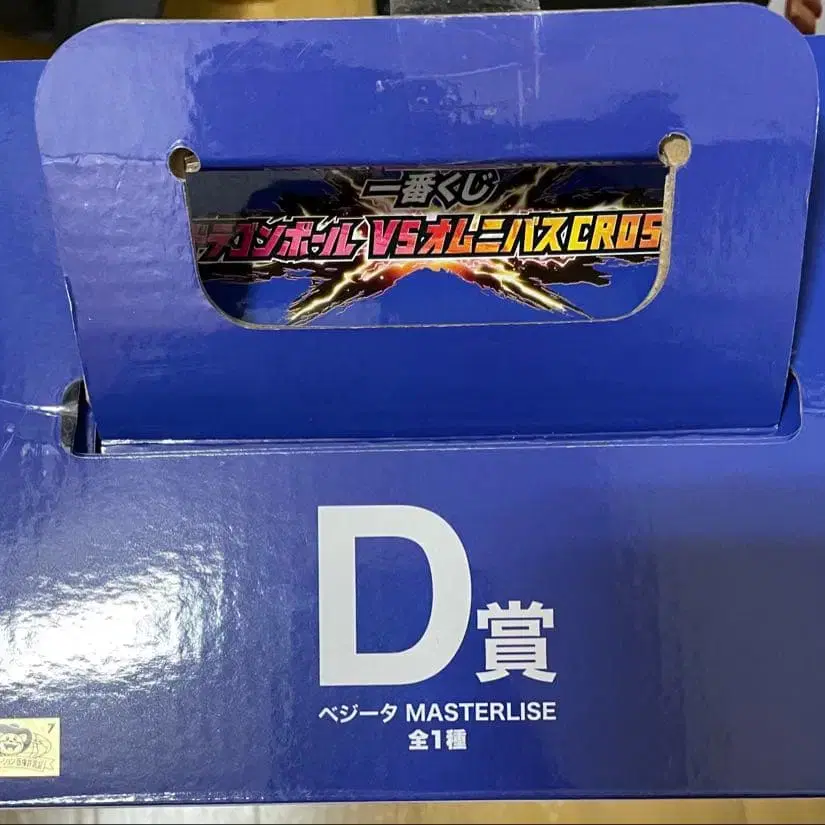 一番くじ
ドラゴンボール VSオムニバスCROS
D賞
ベジータ MASTERLISE
全1種
7